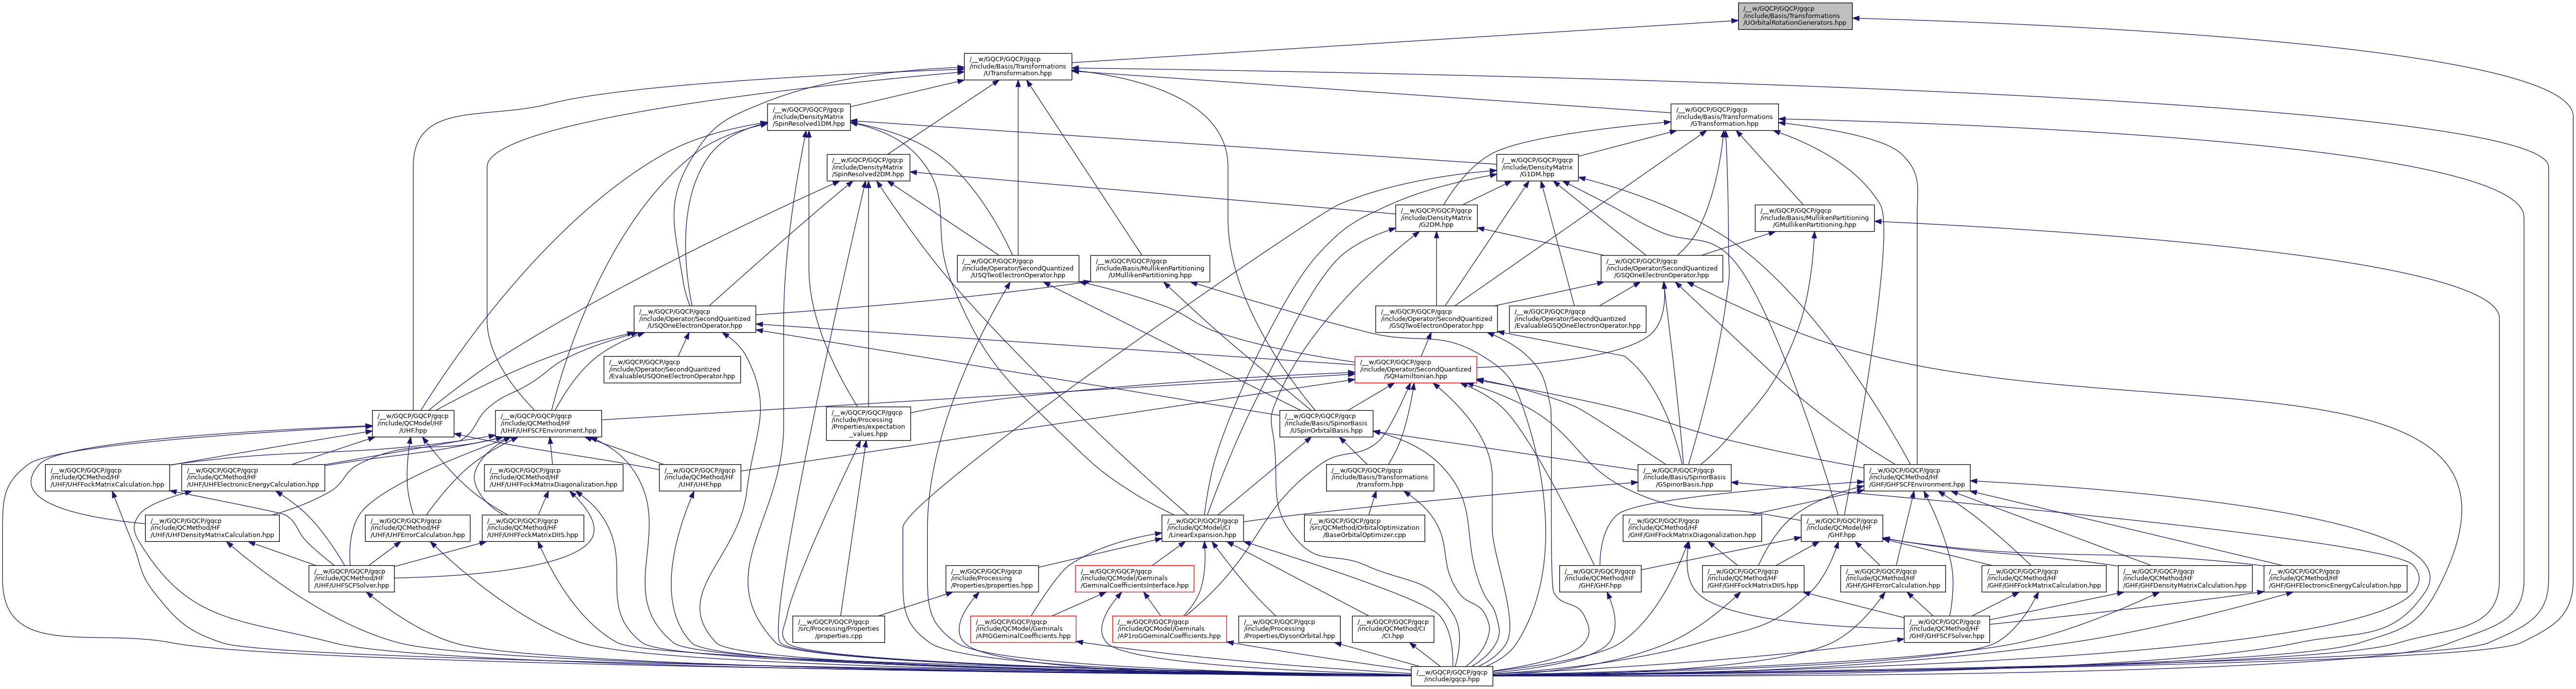 /__w/GQCP/GQCP/gqcp
/include/Basis/Transformations
/UOrbitalRotationGenerators.hpp
/__w/GQCP/GQCP/gqcp
/include/Basis/Transformations
/UTransformation.hpp
/__w/GQCP/GQCP/gqcp
/include/DensityMatrix
/SpinResolved1DM.hpp
/__w/GQCP/GQCP/gqcp
/include/Basis/Transformations
/GTransformation.hpp
/__w/GQCP/GQCP/gqcp
/include/DensityMatrix
/SpinResolved2DM.hpp
/__w/GQCP/GQCP/gqcp
/include/DensityMatrix
/G1DM.hpp
/__w/GQCP/GQCP/gqcp
/include/DensityMatrix
/G2DM.hpp
/__w/GQCP/GQCP/gqcp
/include/Basis/MullikenPartitioning
/GMullikenPartitioning.hpp
/__w/GQCP/GQCP/gqcp
/include/Operator/SecondQuantized
/USQTwoElectronOperator.hpp
/__w/GQCP/GQCP/gqcp
/include/Basis/MullikenPartitioning
/UMullikenPartitioning.hpp
/__w/GQCP/GQCP/gqcp
/include/Operator/SecondQuantized
/GSQOneElectronOperator.hpp
/__w/GQCP/GQCP/gqcp
/include/Operator/SecondQuantized
/USQOneElectronOperator.hpp
/__w/GQCP/GQCP/gqcp
/include/Operator/SecondQuantized
/GSQTwoElectronOperator.hpp
/__w/GQCP/GQCP/gqcp
/include/Operator/SecondQuantized
/EvaluableGSQOneElectronOperator.hpp
/__w/GQCP/GQCP/gqcp
/include/Operator/SecondQuantized
/EvaluableUSQOneElectronOperator.hpp
/__w/GQCP/GQCP/gqcp
/include/Operator/SecondQuantized
/SQHamiltonian.hpp
/__w/GQCP/GQCP/gqcp
/include/QCModel/HF
/UHF.hpp
/__w/GQCP/GQCP/gqcp
/include/QCMethod/HF
/UHF/UHFSCFEnvironment.hpp
/__w/GQCP/GQCP/gqcp
/include/Processing
/Properties/expectation
_values.hpp
/__w/GQCP/GQCP/gqcp
/include/Basis/SpinorBasis
/USpinOrbitalBasis.hpp
/__w/GQCP/GQCP/gqcp
/include/QCMethod/HF
/UHF/UHFFockMatrixCalculation.hpp
/__w/GQCP/GQCP/gqcp
/include/QCMethod/HF
/UHF/UHFElectronicEnergyCalculation.hpp
/__w/GQCP/GQCP/gqcp
/include/QCMethod/HF
/UHF/UHFFockMatrixDiagonalization.hpp
/__w/GQCP/GQCP/gqcp
/include/QCMethod/HF
/UHF/UHF.hpp
/__w/GQCP/GQCP/gqcp
/include/Basis/Transformations
/transform.hpp
/__w/GQCP/GQCP/gqcp
/include/Basis/SpinorBasis
/GSpinorBasis.hpp
/__w/GQCP/GQCP/gqcp
/include/QCMethod/HF
/GHF/GHFSCFEnvironment.hpp
/__w/GQCP/GQCP/gqcp
/include/QCMethod/HF
/UHF/UHFDensityMatrixCalculation.hpp
/__w/GQCP/GQCP/gqcp
/include/QCMethod/HF
/UHF/UHFErrorCalculation.hpp
/__w/GQCP/GQCP/gqcp
/include/QCMethod/HF
/UHF/UHFFockMatrixDIIS.hpp
/__w/GQCP/GQCP/gqcp
/include/QCModel/CI
/LinearExpansion.hpp
/__w/GQCP/GQCP/gqcp
/src/QCMethod/OrbitalOptimization
/BaseOrbitalOptimizer.cpp
/__w/GQCP/GQCP/gqcp
/include/QCMethod/HF
/GHF/GHFFockMatrixDiagonalization.hpp
/__w/GQCP/GQCP/gqcp
/include/QCModel/HF
/GHF.hpp
/__w/GQCP/GQCP/gqcp
/include/QCMethod/HF
/UHF/UHFSCFSolver.hpp
/__w/GQCP/GQCP/gqcp
/include/Processing
/Properties/properties.hpp
/__w/GQCP/GQCP/gqcp
/include/QCModel/Geminals
/GeminalCoefficientsInterface.hpp
/__w/GQCP/GQCP/gqcp
/include/QCMethod/HF
/GHF/GHF.hpp
/__w/GQCP/GQCP/gqcp
/include/QCMethod/HF
/GHF/GHFFockMatrixDIIS.hpp
/__w/GQCP/GQCP/gqcp
/include/QCMethod/HF
/GHF/GHFErrorCalculation.hpp
/__w/GQCP/GQCP/gqcp
/include/QCMethod/HF
/GHF/GHFFockMatrixCalculation.hpp
/__w/GQCP/GQCP/gqcp
/include/QCMethod/HF
/GHF/GHFDensityMatrixCalculation.hpp
/__w/GQCP/GQCP/gqcp
/include/QCMethod/HF
/GHF/GHFElectronicEnergyCalculation.hpp
/__w/GQCP/GQCP/gqcp
/src/Processing/Properties
/properties.cpp
/__w/GQCP/GQCP/gqcp
/include/QCModel/Geminals
/APIGGeminalCoefficients.hpp
/__w/GQCP/GQCP/gqcp
/include/QCModel/Geminals
/AP1roGGeminalCoefficients.hpp
/__w/GQCP/GQCP/gqcp
/include/Processing
/Properties/DysonOrbital.hpp
/__w/GQCP/GQCP/gqcp
/include/QCMethod/CI
/CI.hpp
/__w/GQCP/GQCP/gqcp
/include/QCMethod/HF
/GHF/GHFSCFSolver.hpp
/__w/GQCP/GQCP/gqcp
/include/gqcp.hpp